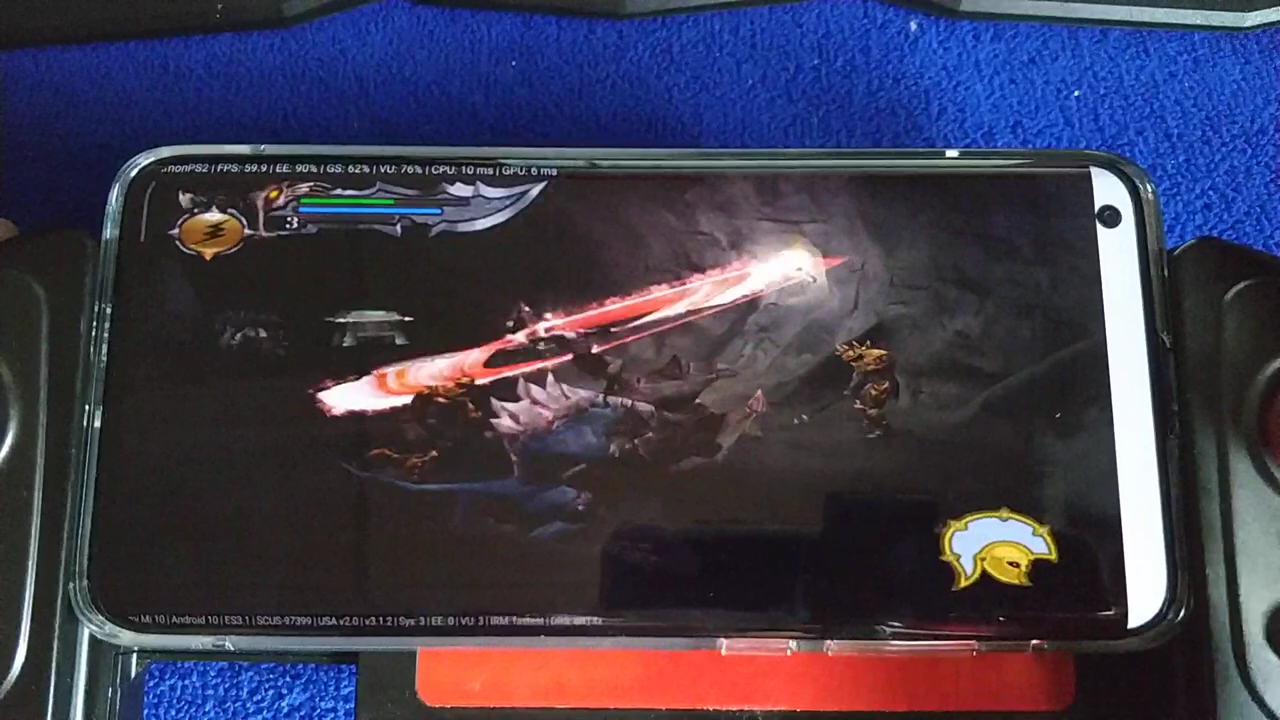 nonPS2 | FPS: 59.9 | EE: 90% | GS: 62% | VU: 76% | CPU: 10 ms | GPU: 6 ms
3
Mi 10 | Android 10 | ES3.1 | SCUS-97399 | USA v2.0 | v3.1.2 | Sys: 3 | EE: 0 | VU: 3 | IRM: fastest |